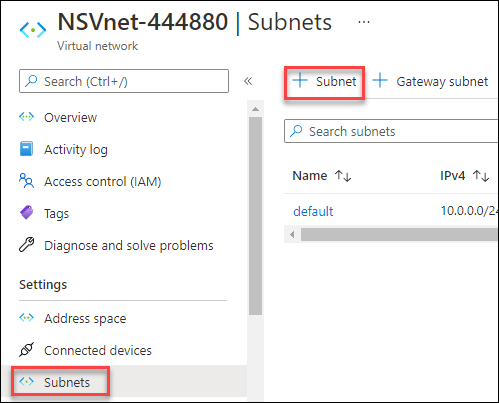 NSVnet-444880 | Subnets ...
Virtual network
Search (Ctrl+/) «
+ Subnet + Gateway subnet
Overview
Search subnets
Activity log
Access control (IAM)
Name ↑↓ IPv4 ↑↓
Tags
default 10.0.0.0/24
Diagnose and solve problems
Settings
Address space
Connected devices
Subnets